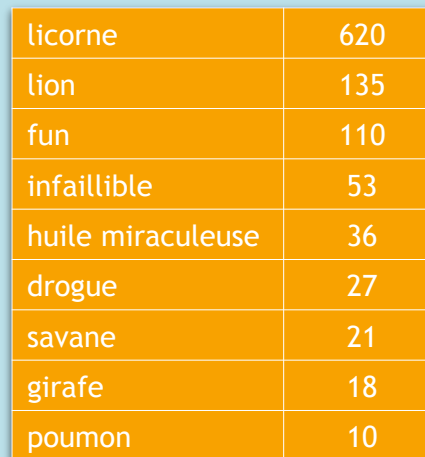 licorne 620
lion 135
fun 110
infaillible 53
huile miraculeuse 36
drogue 27
savane 21
girafe 18
poumon 10